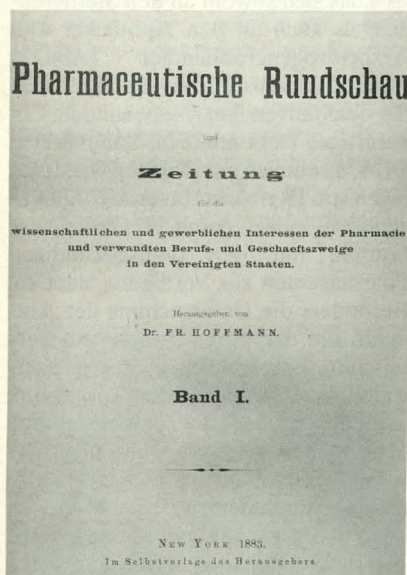 Pharmaceutische Rundschau
und
Zeitung
für die
wissenschaftlichen und gewerblichen Interessen der Pharmacie
und verwandten Berufs- und Geschaeftszweige
in den Vereinigten Staaten.
Herausgegeben von
Dr. FR. HOFFMANN.
Band I.
NEW YORK 1883.
Im Selbstverlage des Herausgebers.